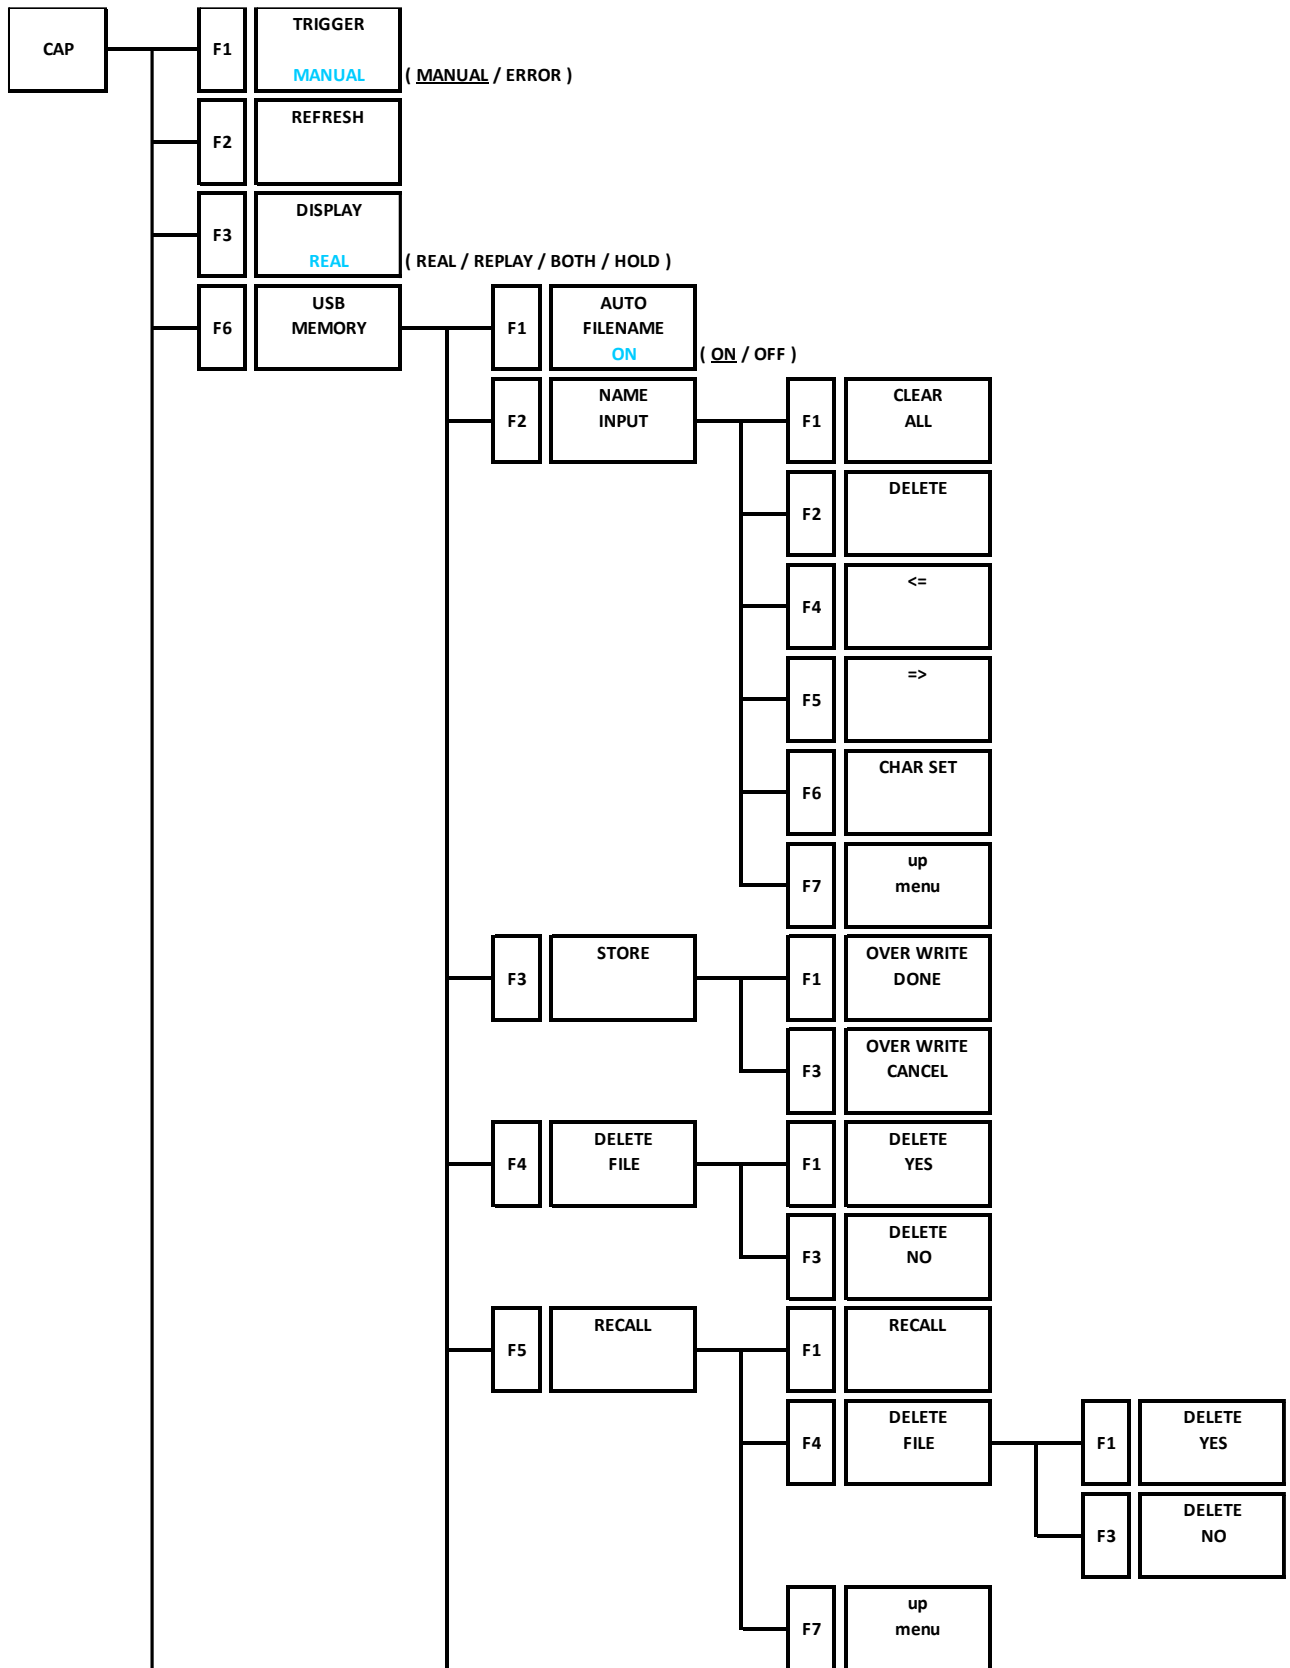 CAP
F1
TRIGGER
MANUAL
( MANUAL / ERROR )
F2
REFRESH
F3
DISPLAY
REAL
( REAL / REPLAY / BOTH / HOLD )
F6
USB
MEMORY
F1
AUTO
FILENAME
ON
( ON / OFF )
F2
NAME
INPUT
F1
CLEAR
ALL
F2
DELETE
F4
<=
F5
=>
F6
CHAR SET
F7
up
menu
F3
STORE
F1
OVER WRITE
DONE
F3
OVER WRITE
CANCEL
F4
DELETE
FILE
F1
DELETE
YES
F3
DELETE
NO
F5
RECALL
F1
RECALL
F4
DELETE
FILE
F1
DELETE
YES
F3
DELETE
NO
F7
up
menu